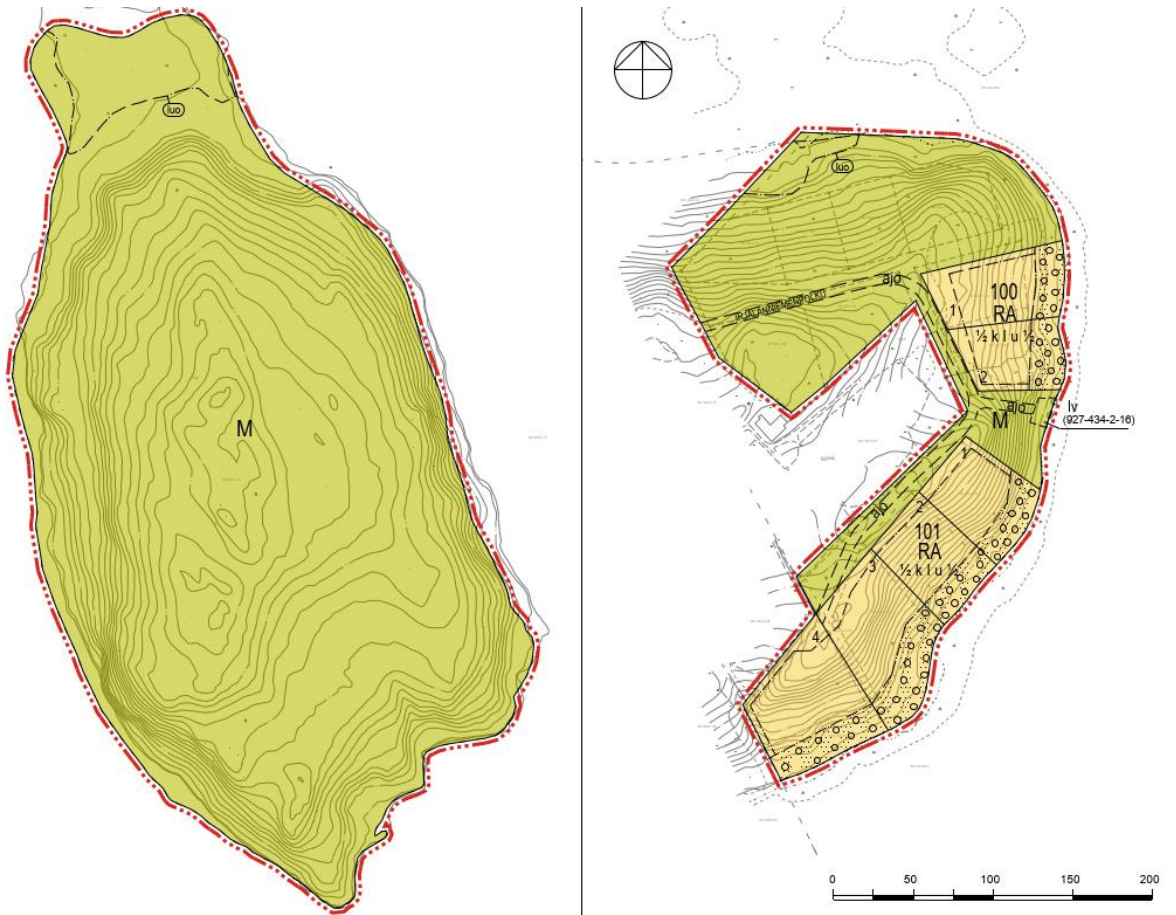 luo
M
luo
ajo
IRJALANNIEMENPOLKU
1
100
RA
½ k l u ½
2
ajo
M
lv
(927-434-2-16)
1
2
ajo
101
RA
½ k l u ½
3
4
0 50 100 150 200